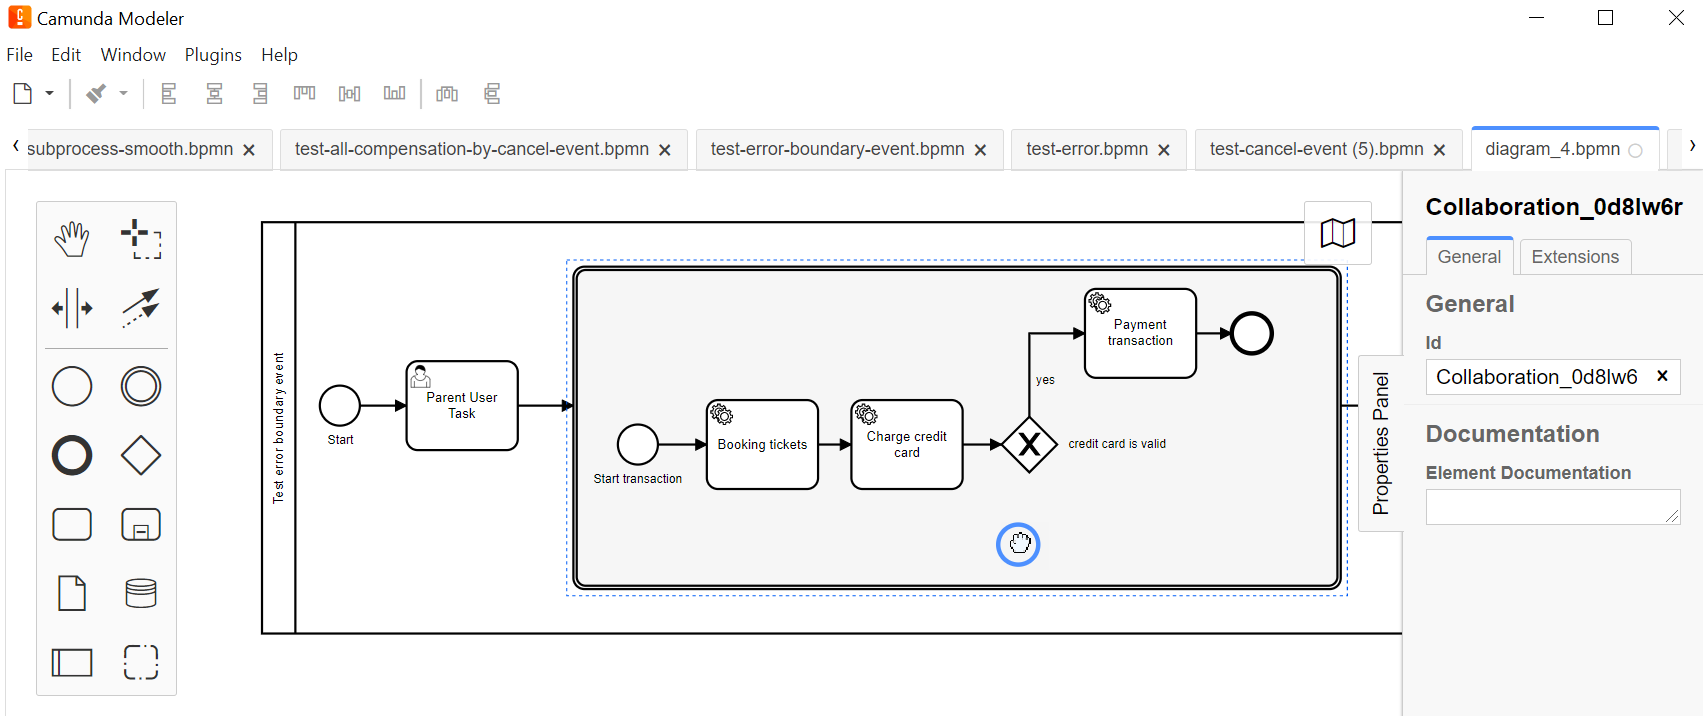 Camunda Modeler
File Edit Window Plugins Help
subprocess-smooth.bpmn
test-all-compensation-by-cancel-event.bpmn
test-error-boundary-event.bpmn
test-error.bpmn
test-cancel-event (5).bpmn
diagram_4.bpmn
Test error boundary event
Start
Parent User
Task
Start transaction
Booking tickets
Charge credit
card
yes
credit card is valid
Payment
transaction
Properties Panel
Collaboration_0d8lw6r
General
Extensions
General
Id
Collaboration_0d8lw6
Documentation
Element Documentation